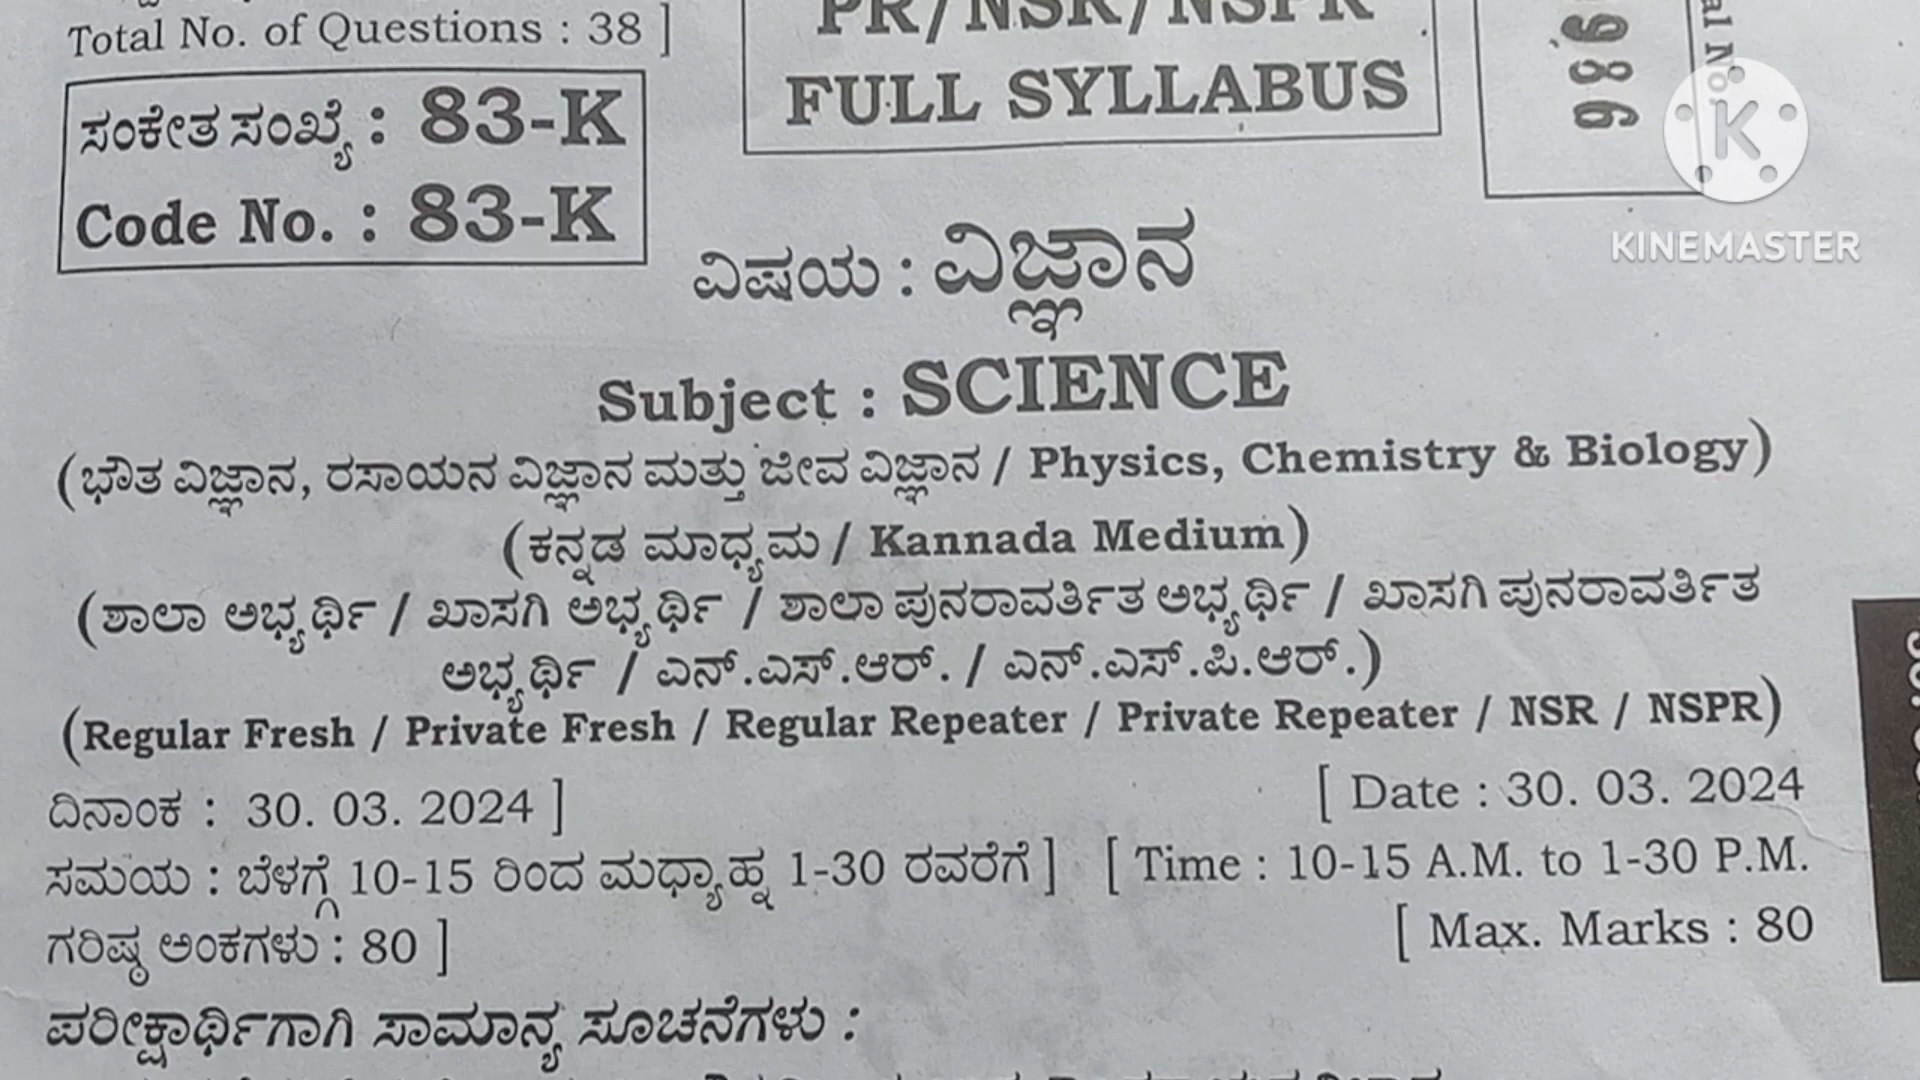 Total No. of Questions : 38 ]
PR/NSR/NSPR
FULL SYLLABUS
ಸಂಕೇತ ಸಂಖ್ಯೆ : 83-K
Code No. : 83-K
KINEMASTER
ವಿಷಯ : ವಿಜ್ಞಾನ
Subject : SCIENCE
(ಭೌತ ವಿಜ್ಞಾನ, ರಸಾಯನ ವಿಜ್ಞಾನ ಮತ್ತು ಜೀವ ವಿಜ್ಞಾನ / Physics, Chemistry & Biology)
(ಕನ್ನಡ ಮಾಧ್ಯಮ / Kannada Medium)
(ಶಾಲಾ ಅಭ್ಯರ್ಥಿ / ಖಾಸಗಿ ಅಭ್ಯರ್ಥಿ / ಶಾಲಾ ಪುನರಾವರ್ತಿತ ಅಭ್ಯರ್ಥಿ / ಖಾಸಗಿ ಪುನರಾವರ್ತಿತ
ಅಭ್ಯರ್ಥಿ / ಎನ್.ಎಸ್.ಆರ್. / ಎನ್.ಎಸ್.ಪಿ.ಆರ್.)
(Regular Fresh / Private Fresh / Regular Repeater / Private Repeater / NSR / NSPR)
ದಿನಾಂಕ : 30. 03. 2024 ] [ Date : 30. 03. 2024
ಸಮಯ : ಬೆಳಗ್ಗೆ 10-15 ರಿಂದ ಮಧ್ಯಾಹ್ನ 1-30 ರವರೆಗೆ ] [ Time : 10-15 A.M. to 1-30 P.M.
ಗರಿಷ್ಠ ಅಂಕಗಳು : 80 ] [ Max. Marks : 80
ಪರೀಕ್ಷಾರ್ಥಿಗಾಗಿ ಸಾಮಾನ್ಯ ಸೂಚನೆಗಳು :